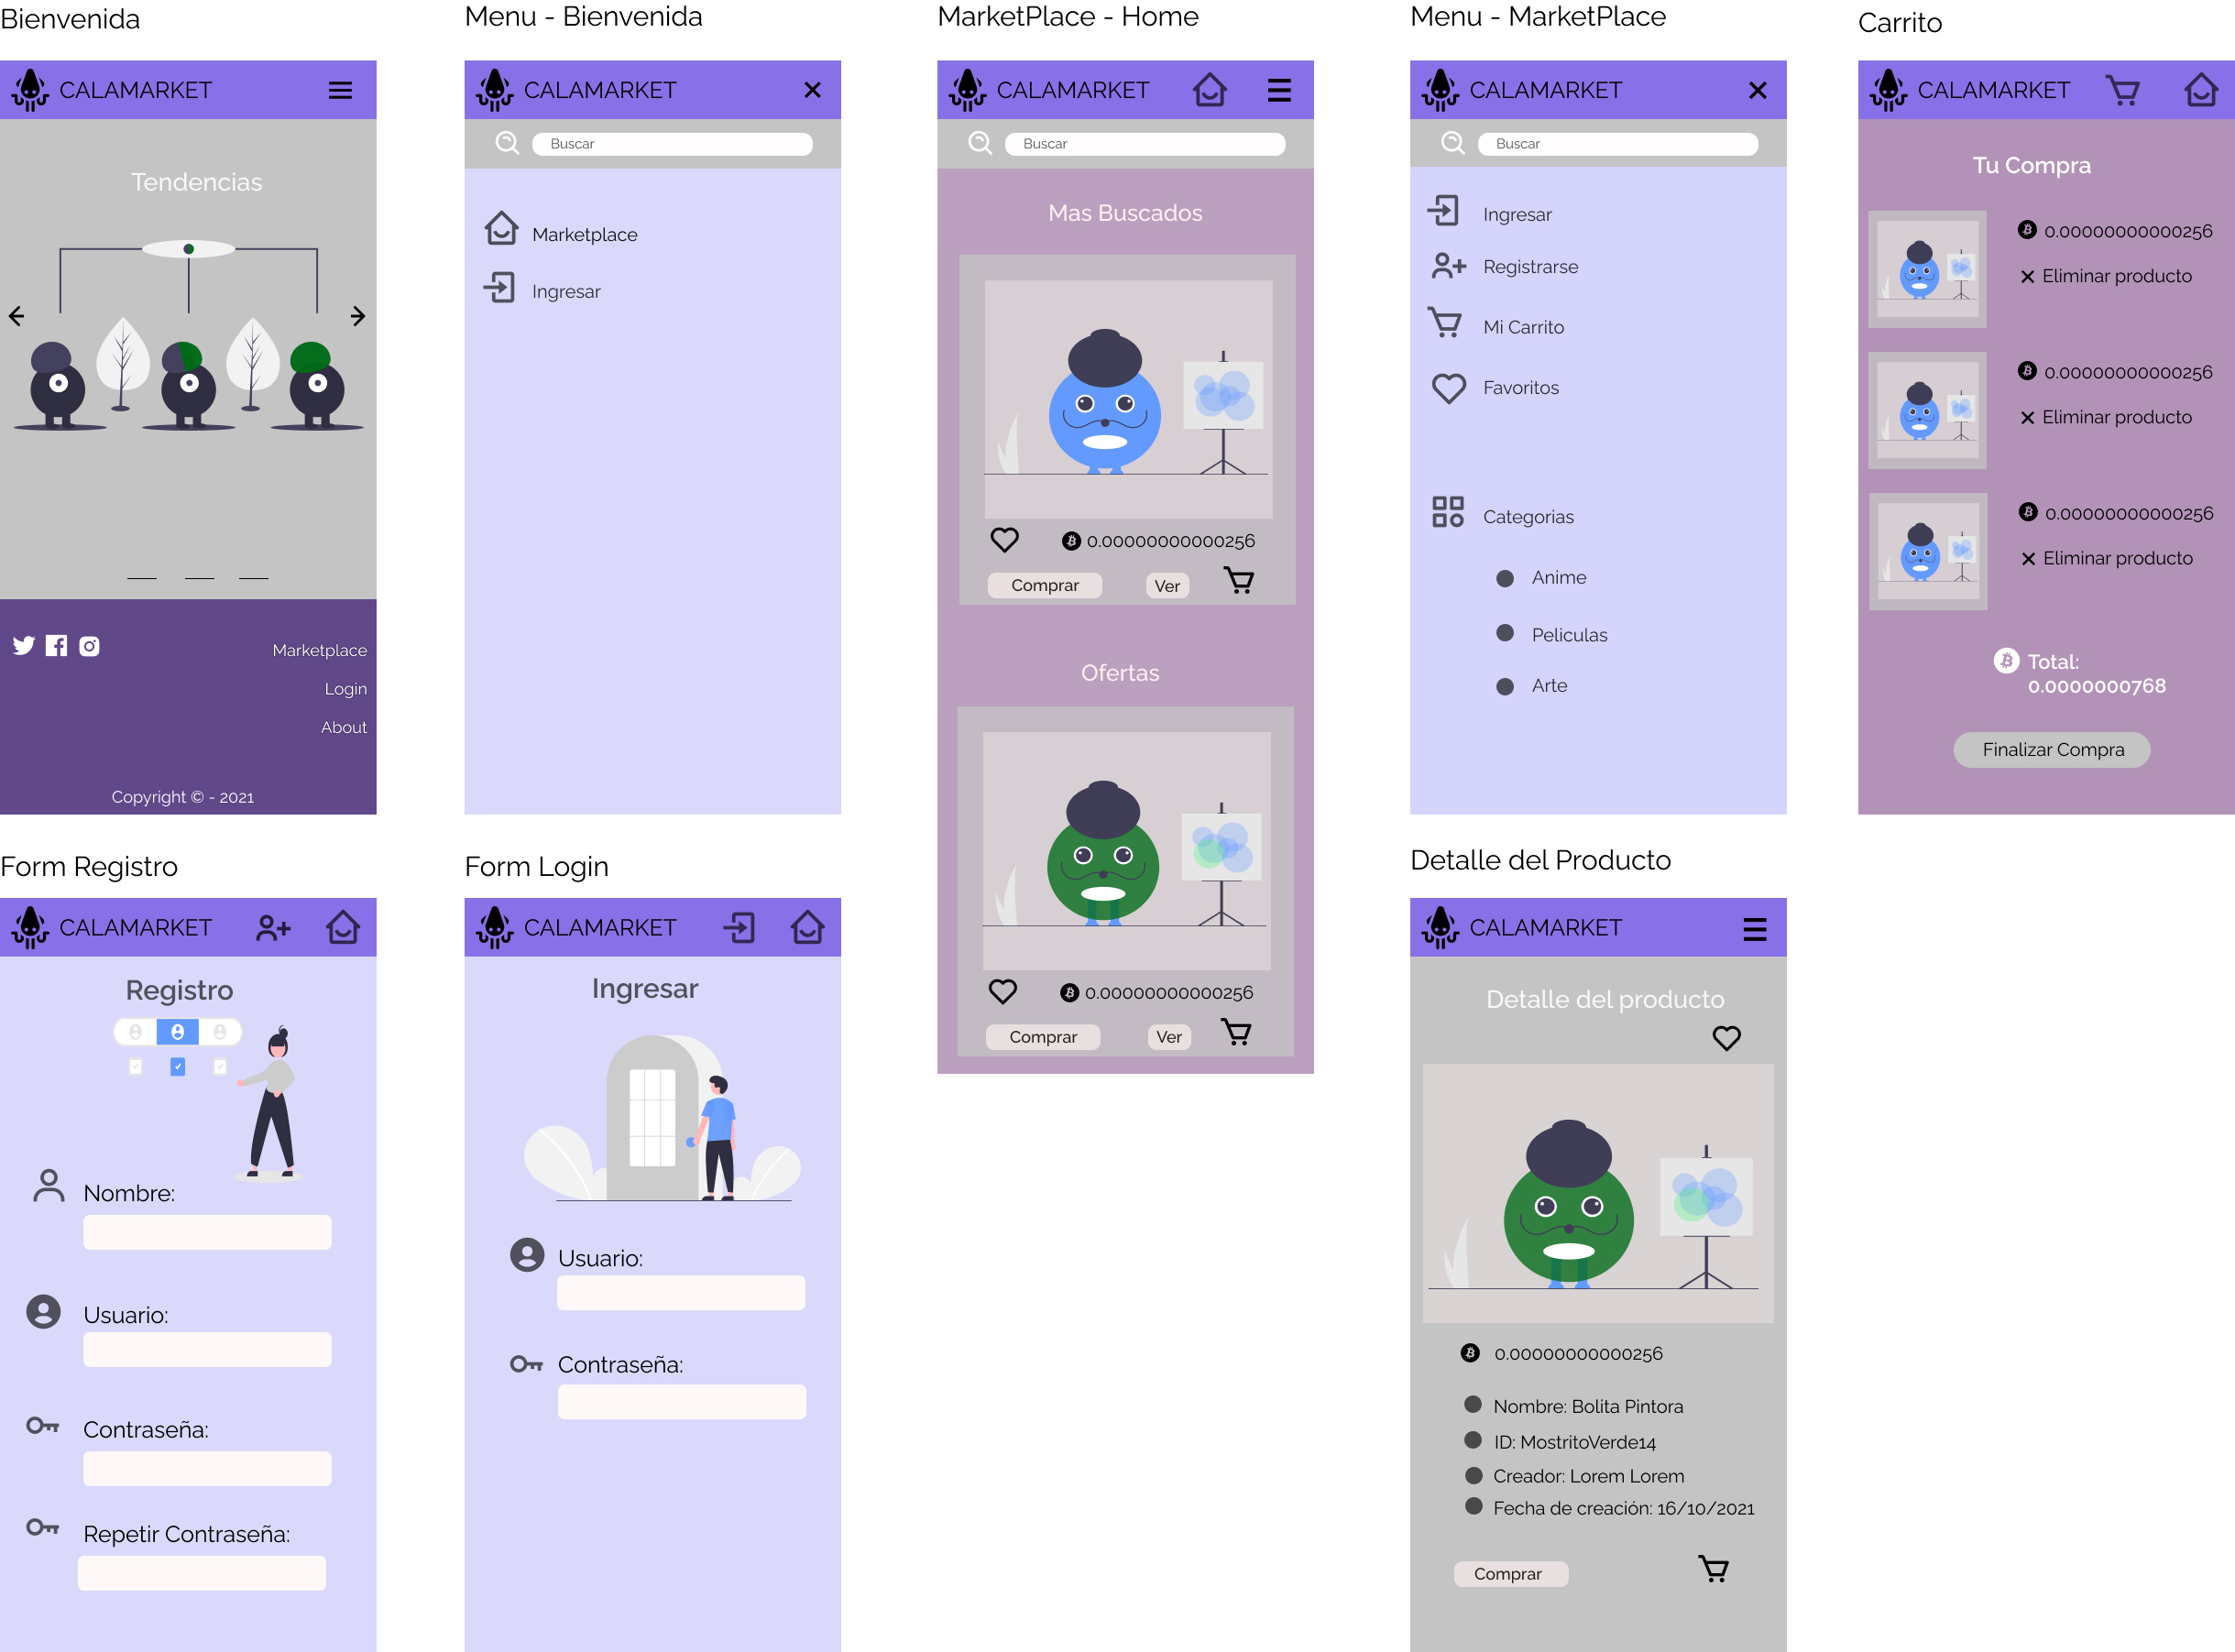 Bienvenida
CALAMARKET
Tendencias
Marketplace
Login
About
Copyright © - 2021
Menu - Bienvenida
CALAMARKET
Buscar
Marketplace
Ingresar
MarketPlace - Home
CALAMARKET
Buscar
Mas Buscados
0.00000000000256
Comprar
Ver
Ofertas
0.00000000000256
Comprar
Ver
Menu - MarketPlace
CALAMARKET
Buscar
Ingresar
Registrarse
Mi Carrito
Favoritos
Categorias
Anime
Peliculas
Arte
Carrito
CALAMARKET
Tu Compra
0.00000000000256
Eliminar producto
0.00000000000256
Eliminar producto
0.00000000000256
Eliminar producto
Total:
0.0000000768
Finalizar Compra
Form Registro
CALAMARKET
Registro
Nombre:
Usuario:
Contraseña:
Repetir Contraseña:
Form Login
CALAMARKET
Ingresar
Usuario:
Contraseña:
Detalle del Producto
CALAMARKET
Detalle del producto
0.00000000000256
Nombre: Bolita Pintora
ID: MostritoVerde14
Creador: Lorem Lorem
Fecha de creación: 16/10/2021
Comprar